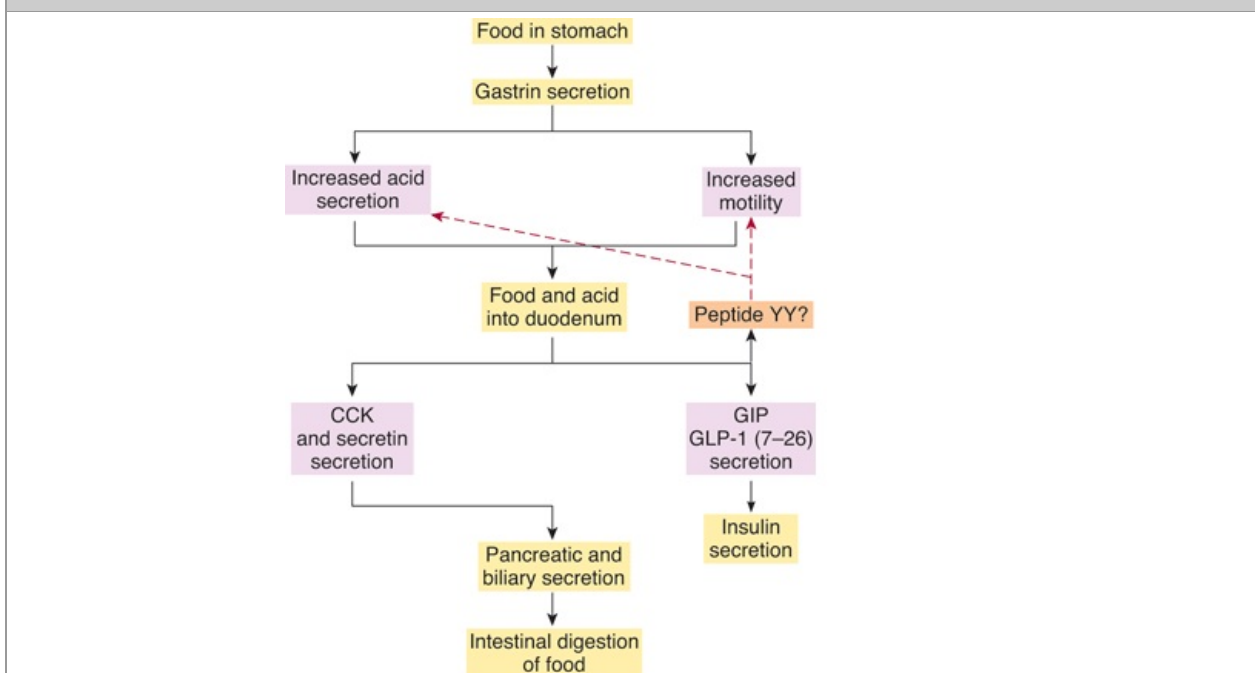 Food in stomach
Gastrin secretion
Increased acid
secretion
Increased
motility
Food and acid
into duodenum
Peptide YY?
CCK
and secretin
secretion
GIP
GLP-1 (7–26)
secretion
Insulin
secretion
Pancreatic and
biliary secretion
Intestinal digestion
of food